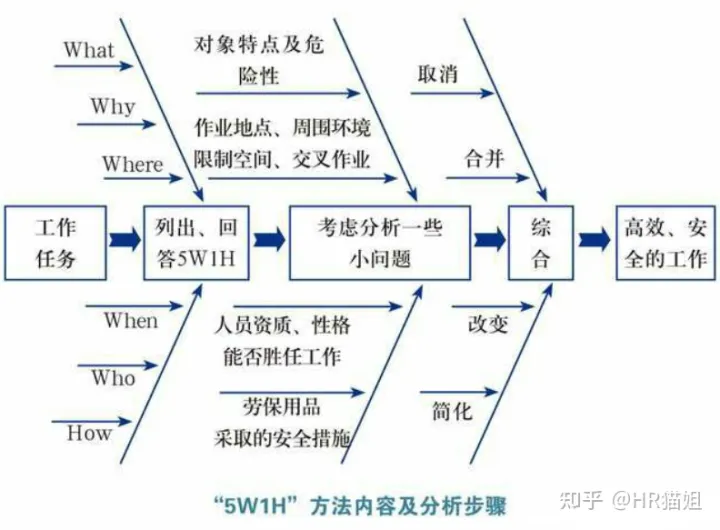 What
Why
Where
对象特点及危
险性
作业地点、周围环境
限制空间、交叉作业
取消
合并
工作
任务
列出、回
答5W1H
考虑分析一些
小问题
综
合
高效、安
全的工作
When
Who
How
人员资质、性格
能否胜任工作
劳保用品
采取的安全措施
改变
简化
“5W1H”方法内容及分析步骤
知乎 @HR猫姐